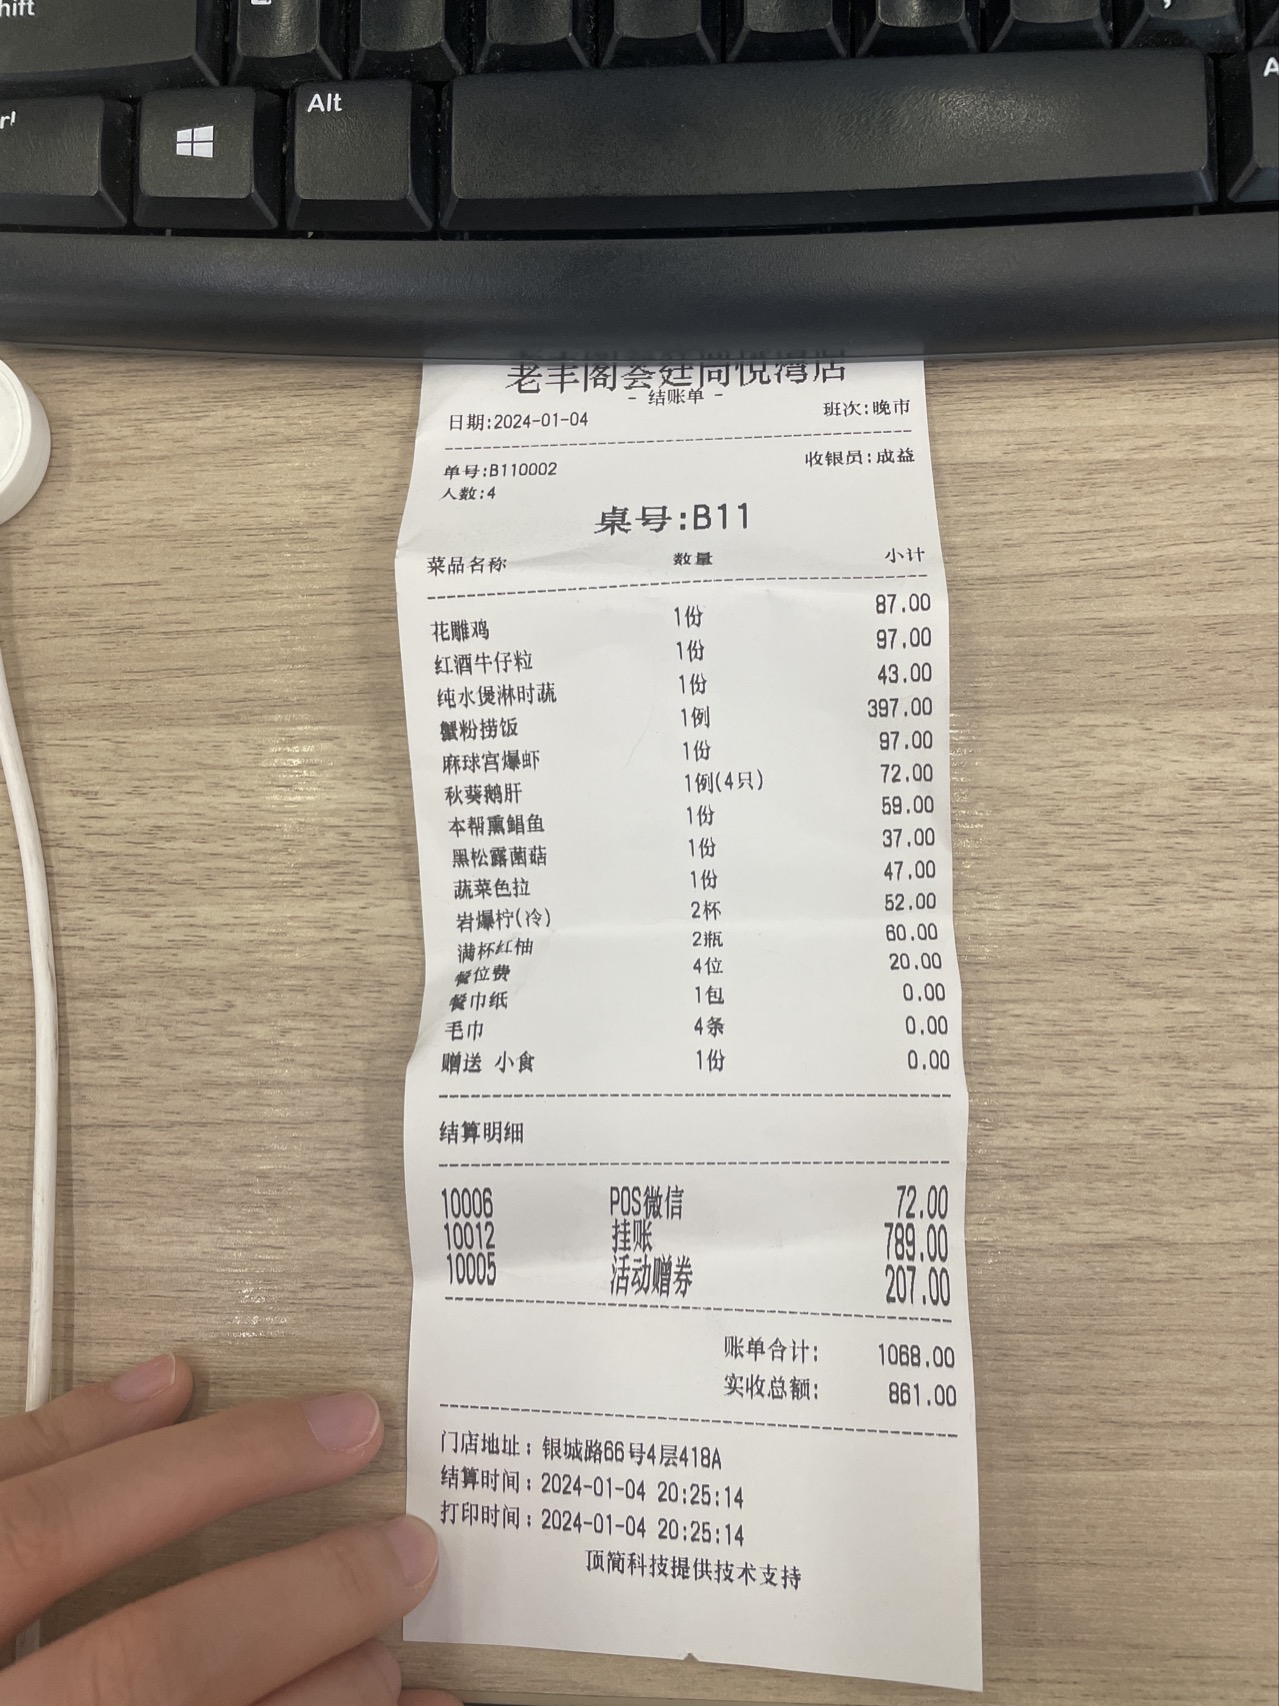 Alt
老丰阁荟廷尚悦湾店
- 结账单 -
日期:2024-01-04 班次:晚市
单号:B110002 收银员:成益
人数:4
桌号:B11
菜品名称 数量 小计
花雕鸡 1份 87.00
红酒牛仔粒 1份 97.00
纯水煲淋时蔬 1份 43.00
蟹粉捞饭 1例 397.00
麻球宫爆虾 1份 97.00
秋葵鹅肝 1例(4只) 72.00
本帮熏鲳鱼 1份 59.00
黑松露菌菇 1份 37.00
蔬菜色拉 1份 47.00
岩爆柠(冷) 2杯 52.00
满杯红柚 2瓶 60.00
餐位费 4位 20.00
餐巾纸 1包 0.00
毛巾 4条 0.00
赠送 小食 1份 0.00
结算明细
10006 POS微信 72.00
10012 挂账 789.00
10005 活动赠券 207.00
账单合计: 1068.00
实收总额: 861.00
门店地址: 银城路66号4层418A
结算时间: 2024-01-04 20:25:14
打印时间: 2024-01-04 20:25:14
顶简科技提供技术支持